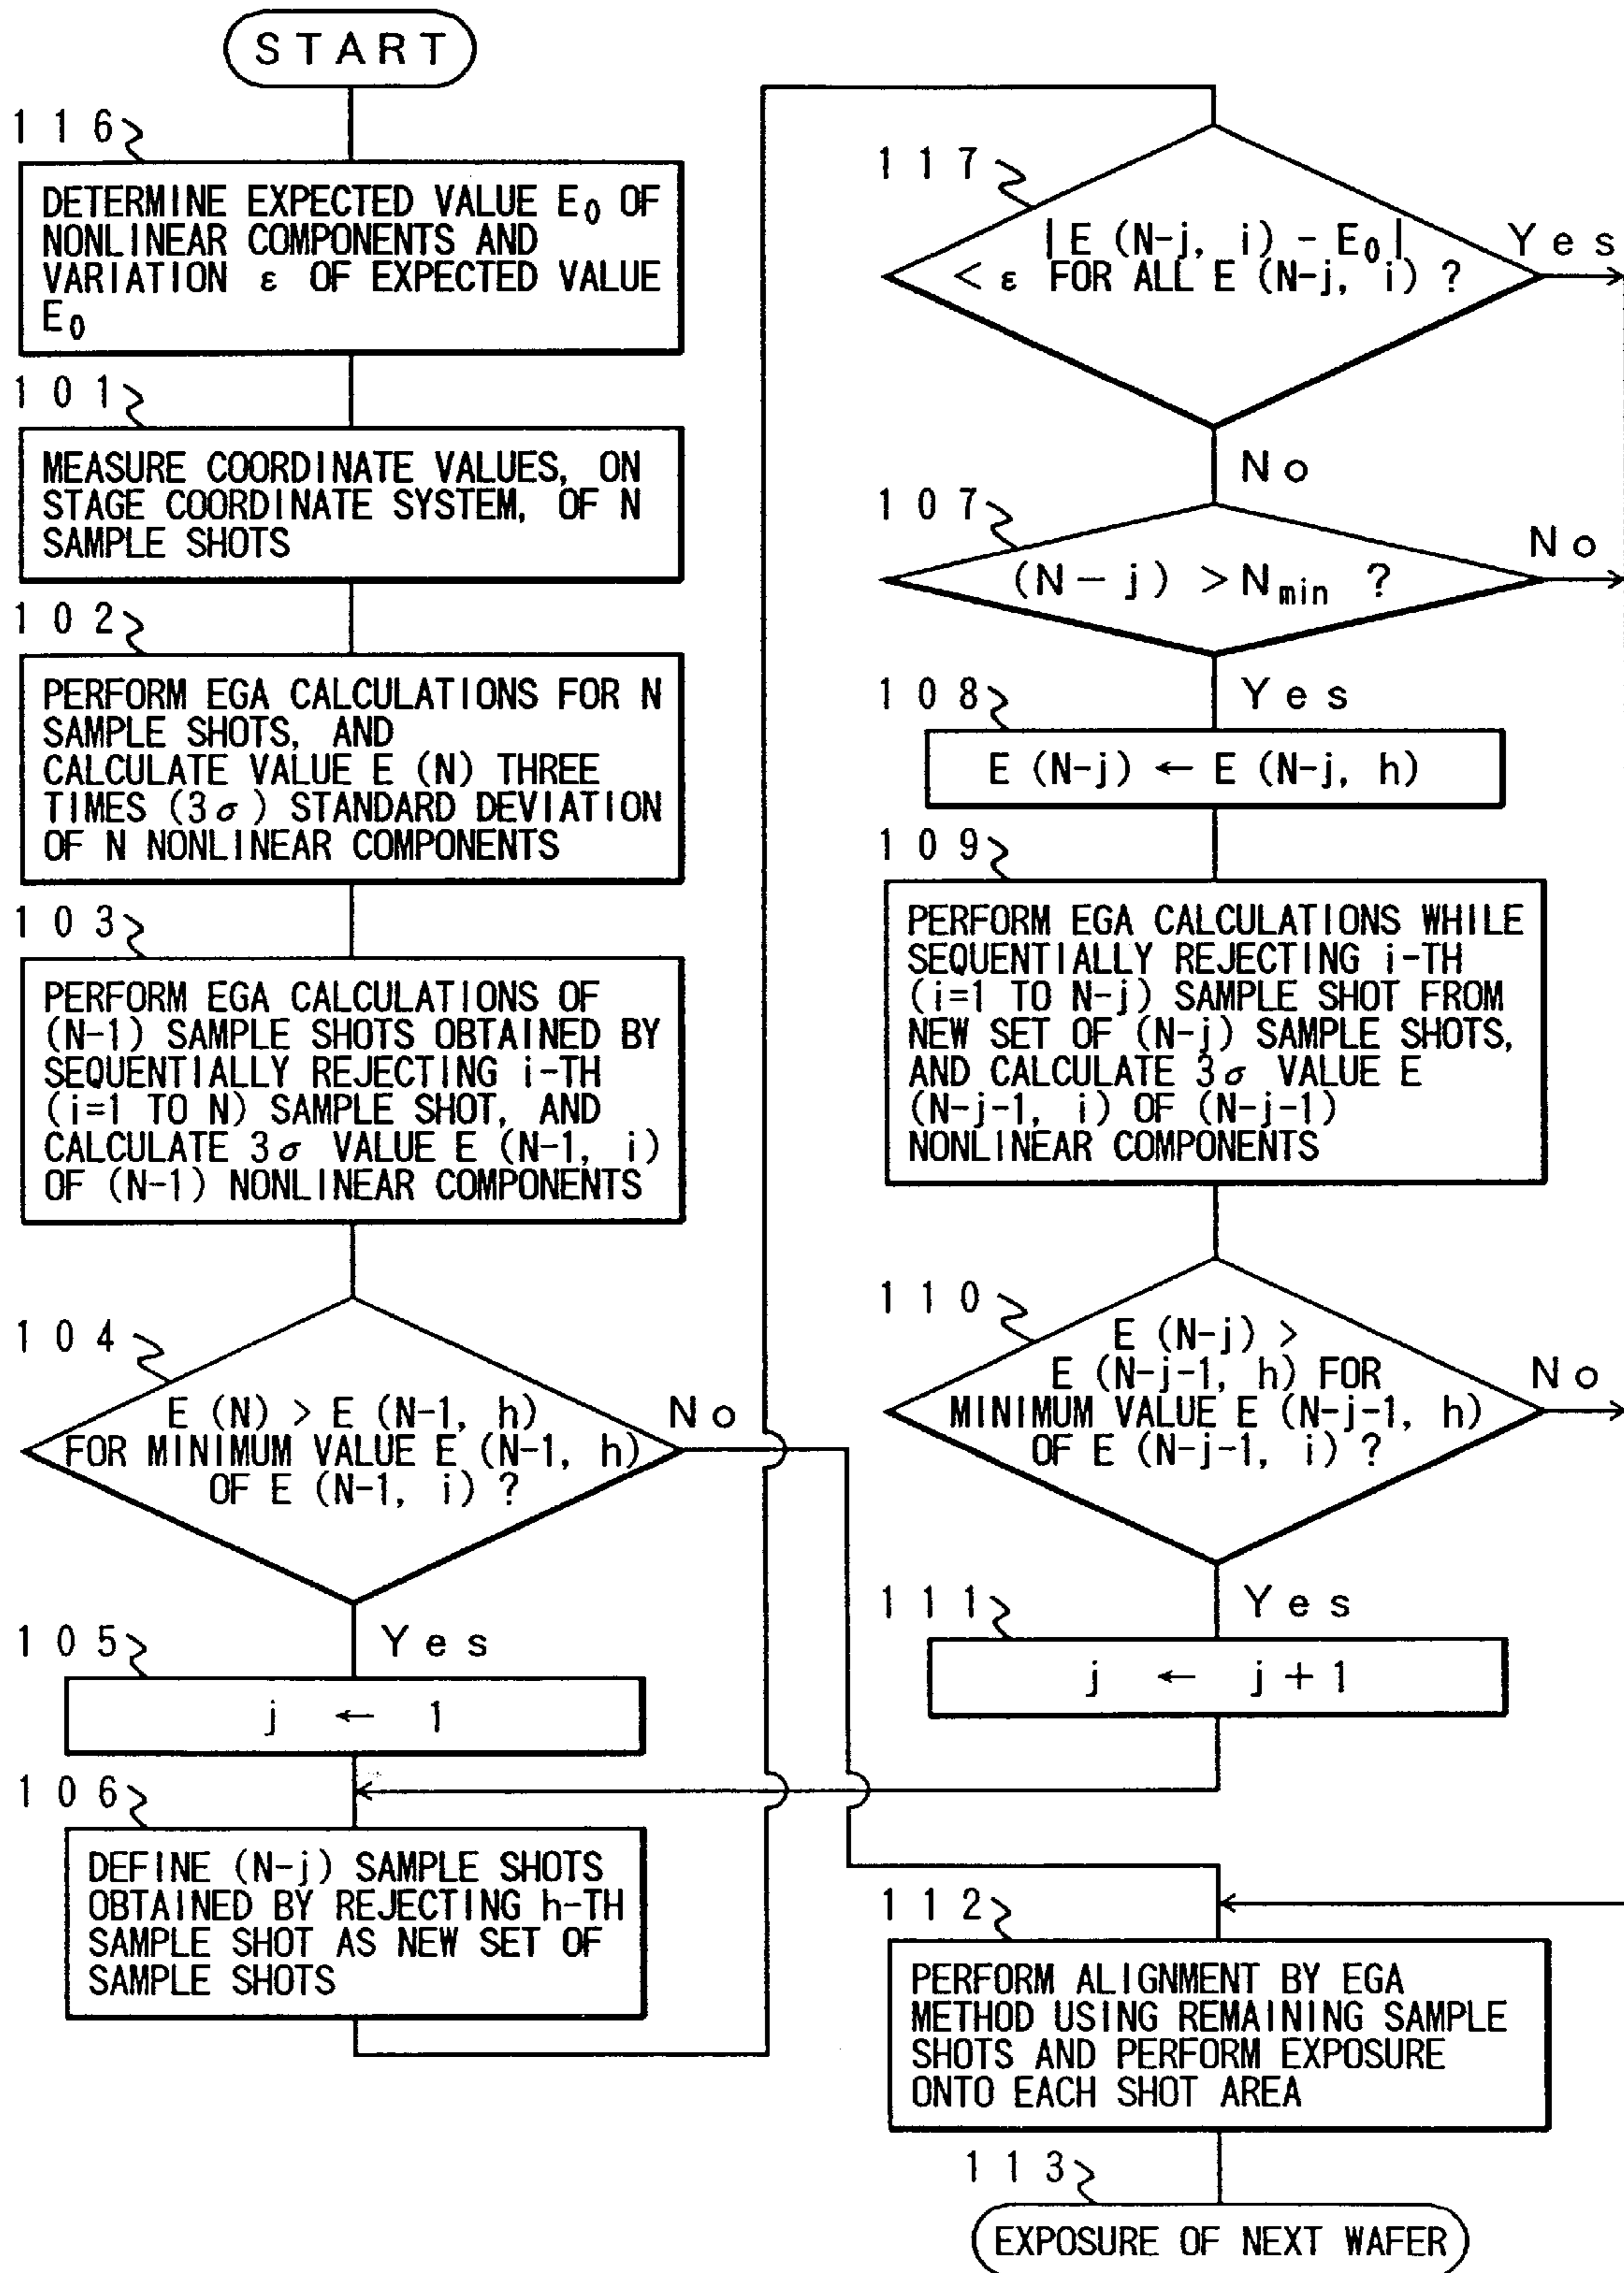 START
116
DETERMINE EXPECTED VALUE E₀ OF
NONLINEAR COMPONENTS AND
VARIATION ε OF EXPECTED VALUE
E₀
101
MEASURE COORDINATE VALUES, ON
STAGE COORDINATE SYSTEM, OF N
SAMPLE SHOTS
102
PERFORM EGA CALCULATIONS FOR N
SAMPLE SHOTS, AND
CALCULATE VALUE E (N) THREE
TIMES (3σ) STANDARD DEVIATION
OF N NONLINEAR COMPONENTS
103
PERFORM EGA CALCULATIONS OF
(N-1) SAMPLE SHOTS OBTAINED BY
SEQUENTIALLY REJECTING i-TH
(i=1 TO N) SAMPLE SHOT, AND
CALCULATE 3σ VALUE E (N-1, i)
OF (N-1) NONLINEAR COMPONENTS
104
E (N) > E (N-1, h)
FOR MINIMUM VALUE E (N-1, h)
OF E (N-1, i) ?
No
Yes
105
j ← 1
106
DEFINE (N-j) SAMPLE SHOTS
OBTAINED BY REJECTING h-TH
SAMPLE SHOT AS NEW SET OF
SAMPLE SHOTS
117
|E (N-j, i) - E₀|
< ε FOR ALL E (N-j, i) ?
Yes
No
107
(N-j) > Nmin ?
No
Yes
108
E (N-j) ← E (N-j, h)
109
PERFORM EGA CALCULATIONS WHILE
SEQUENTIALLY REJECTING i-TH
(i=1 TO N-j) SAMPLE SHOT FROM
NEW SET OF (N-j) SAMPLE SHOTS,
AND CALCULATE 3σ VALUE E
(N-j-1, i) OF (N-j-1)
NONLINEAR COMPONENTS
110
E (N-j) >
E (N-j-1, h) FOR
MINIMUM VALUE E (N-j-1, h)
OF E (N-j-1, i) ?
No
Yes
111
j ← j+1
112
PERFORM ALIGNMENT BY EGA
METHOD USING REMAINING SAMPLE
SHOTS AND PERFORM EXPOSURE
ONTO EACH SHOT AREA
113
EXPOSURE OF NEXT WAFER